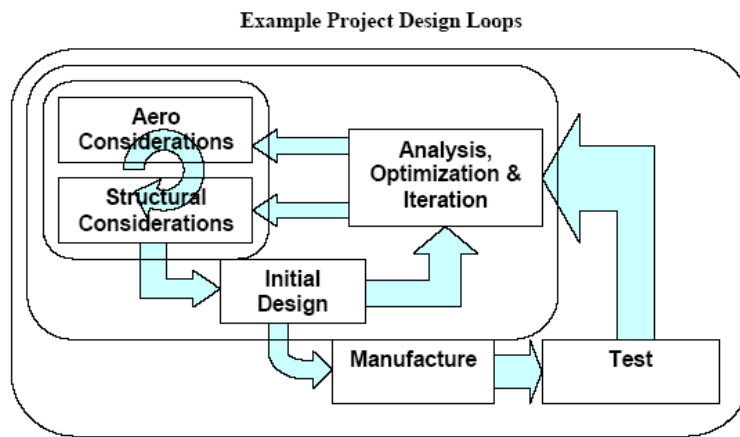 Example Project Design Loops
Aero
Considerations
Structural
Considerations
Analysis,
Optimization &
Iteration
Initial
Design
Manufacture
Test